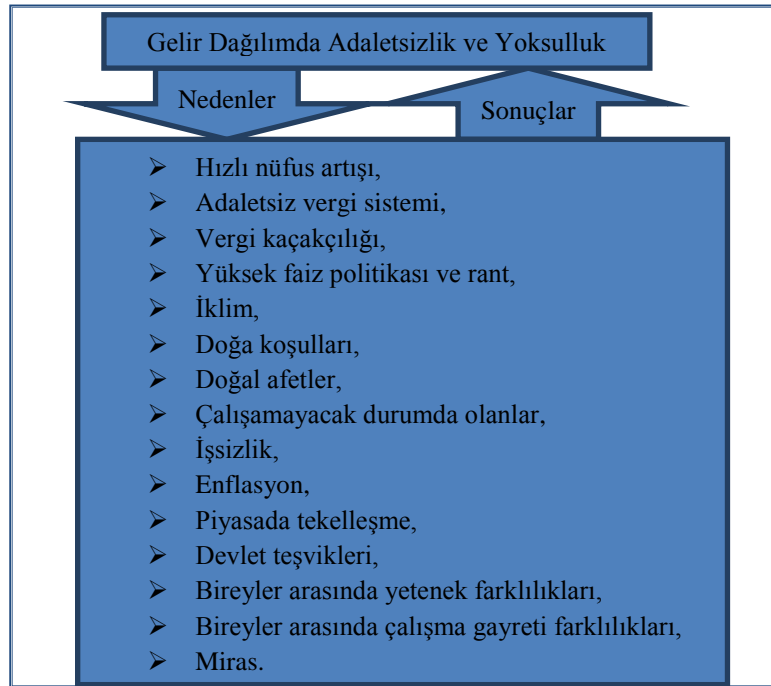 Gelir Dağılımda Adaletsizlik ve Yoksulluk
Nedenler
Sonuçlar
➢ Hızlı nüfus artışı,
➢ Adaletsiz vergi sistemi,
➢ Vergi kaçakçılığı,
➢ Yüksek faiz politikası ve rant,
➢ İklim,
➢ Doğa koşulları,
➢ Doğal afetler,
➢ Çalışamayacak durumda olanlar,
➢ İşsizlik,
➢ Enflasyon,
➢ Piyasada tekelleşme,
➢ Devlet teşvikleri,
➢ Bireyler arasında yetenek farklılıkları,
➢ Bireyler arasında çalışma gayreti farklılıkları,
➢ Miras.